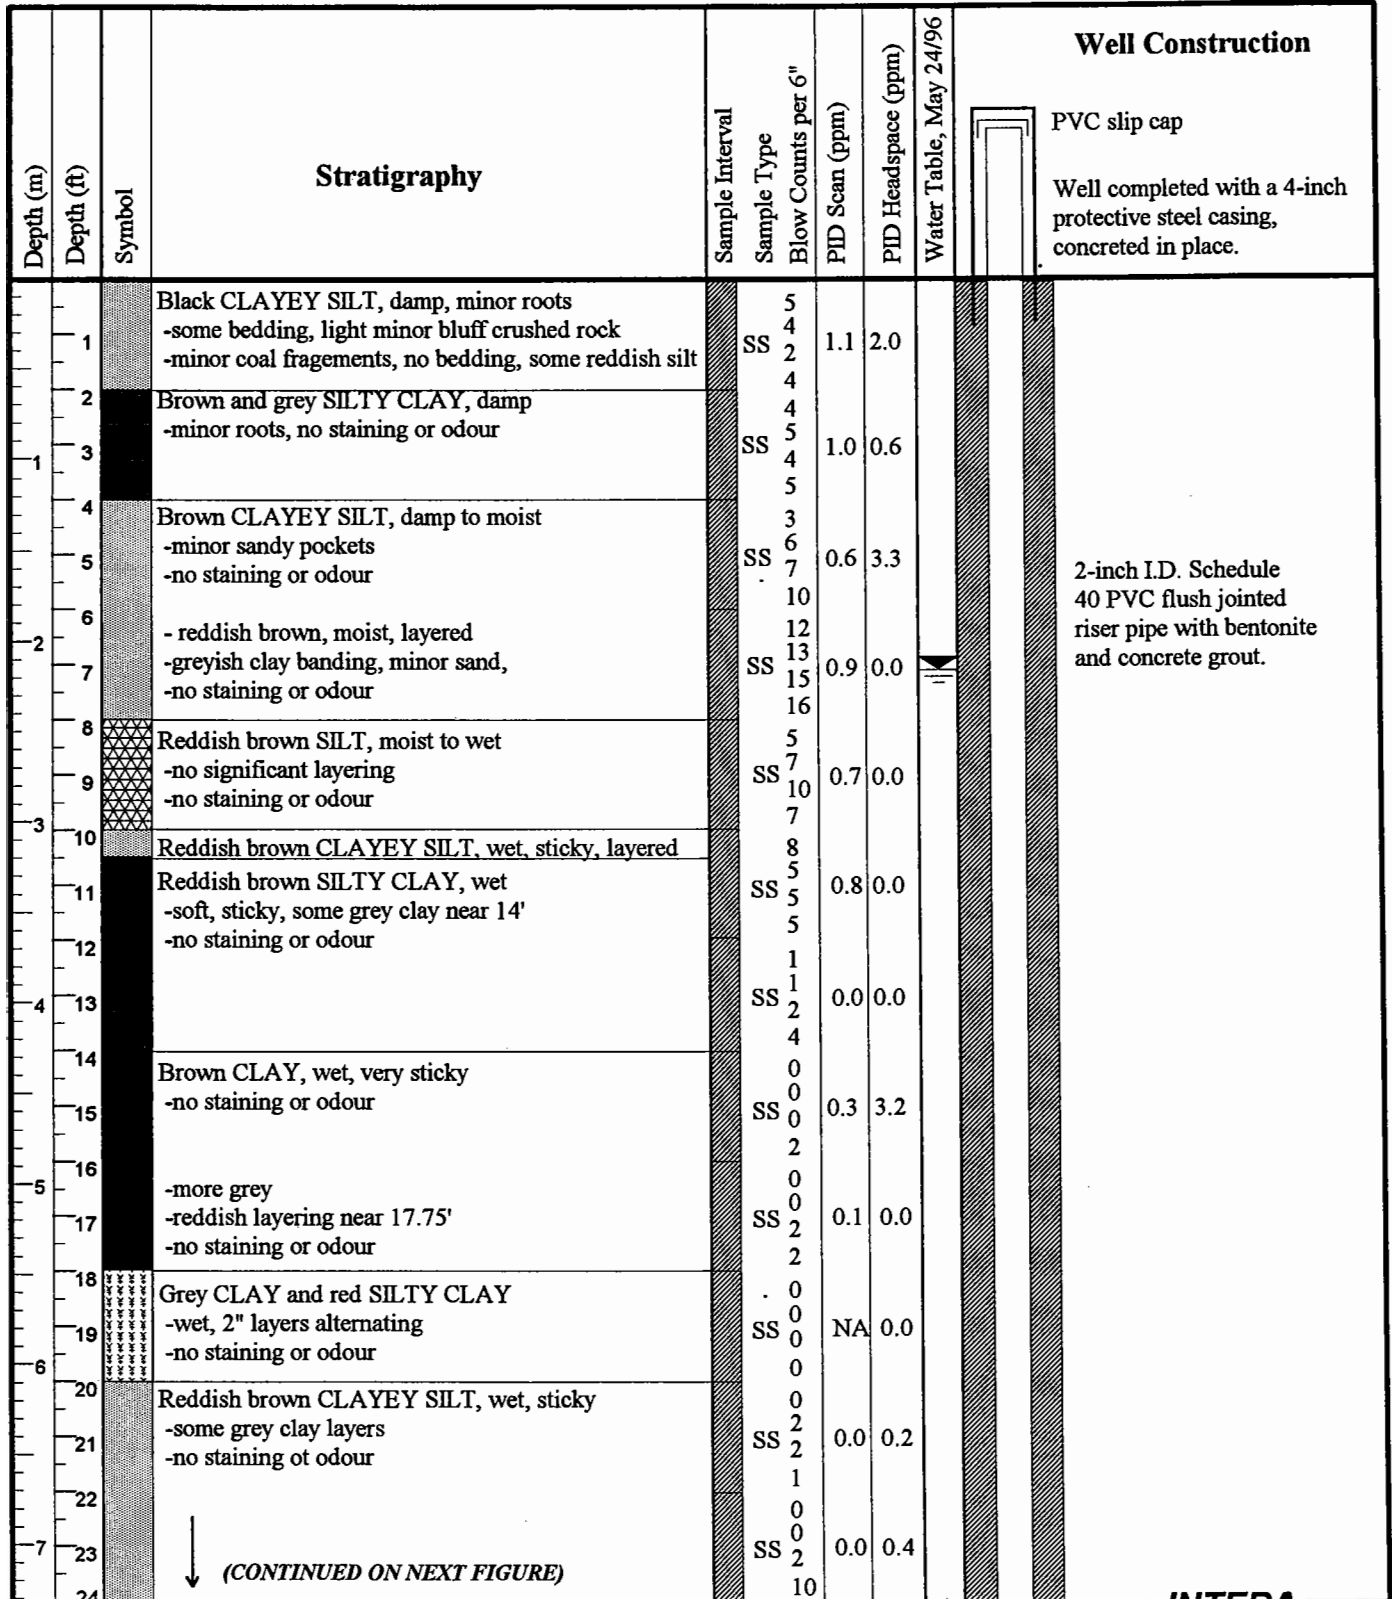 Depth (m)
Depth (ft)
Symbol
Stratigraphy
Sample Interval
Sample Type
Blow Counts per 6"
PID Scan (ppm)
PID Headspace (ppm)
Water Table, May 24/96
Well Construction
PVC slip cap
Well completed with a 4-inch
protective steel casing,
concreted in place.
Black CLAYEY SILT, damp, minor roots
-some bedding, light minor bluff crushed rock
-minor coal fragements, no bedding, some reddish silt
1
SS
5
4
2
4
1.1
2.0
2
Brown and grey SILTY CLAY, damp
-minor roots, no staining or odour
1
3
SS
4
5
4
5
1.0
0.6
4
Brown CLAYEY SILT, damp to moist
-minor sandy pockets
-no staining or odour
5
SS
3
6
7
10
0.6
3.3
2-inch I.D. Schedule
40 PVC flush jointed
riser pipe with bentonite
and concrete grout.
6
2
- reddish brown, moist, layered
-greyish clay banding, minor sand,
-no staining or odour
7
SS
12
13
15
16
0.9
0.0
8
Reddish brown SILT, moist to wet
-no significant layering
-no staining or odour
9
SS
5
7
10
7
0.7
0.0
3
10
Reddish brown CLAYEY SILT, wet, sticky, layered
Reddish brown SILTY CLAY, wet
-soft, sticky, some grey clay near 14'
-no staining or odour
11
SS
8
5
5
5
0.8
0.0
12
4
13
SS
1
1
2
4
0.0
0.0
14
Brown CLAY, wet, very sticky
-no staining or odour
15
SS
0
0
0
2
0.3
3.2
16
5
-more grey
-reddish layering near 17.75'
-no staining or odour
17
SS
0
0
2
2
0.1
0.0
18
Grey CLAY and red SILTY CLAY
-wet, 2" layers alternating
-no staining or odour
19
SS
0
0
0
0
NA
0.0
6
20
Reddish brown CLAYEY SILT, wet, sticky
-some grey clay layers
-no staining ot odour
21
SS
0
2
2
1
0.0
0.2
22
7
23
SS
0
0
2
10
0.0
0.4
(CONTINUED ON NEXT FIGURE)
24
INTERA